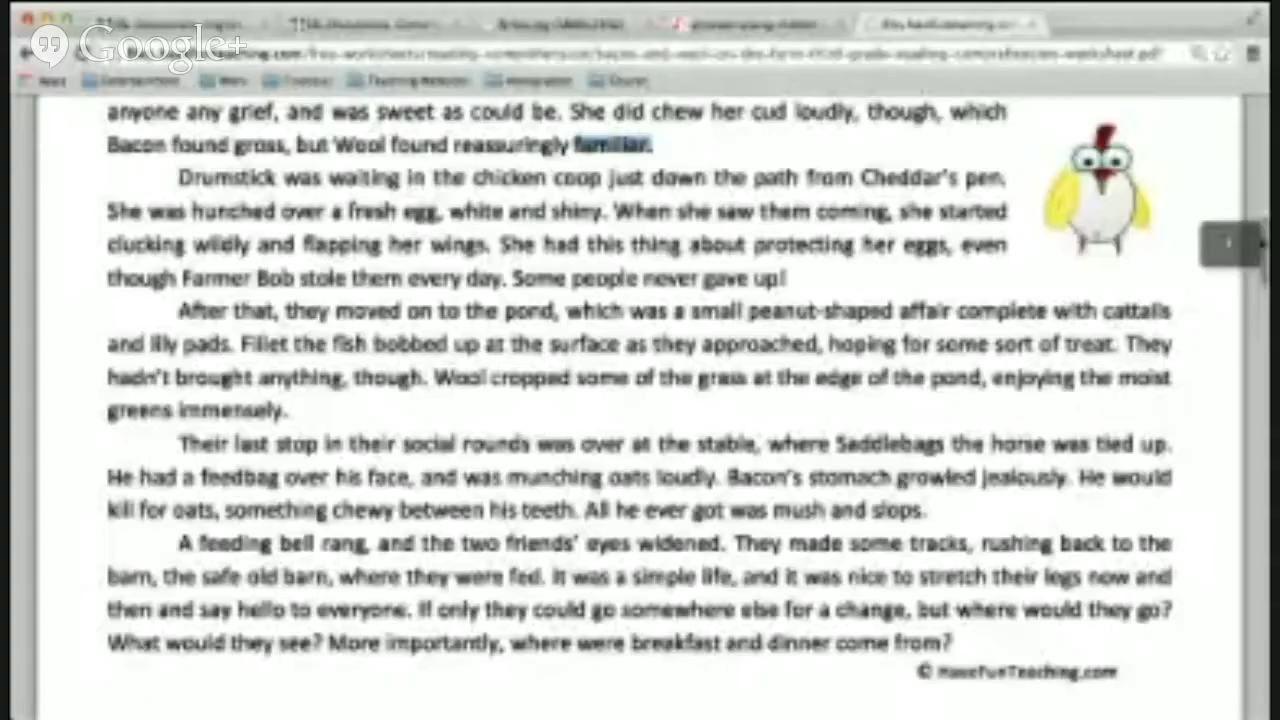 Google+
anyone any grief, and was sweet as could be. She did chew her cud loudly, though, which
Bacon found gross, but Wool found reassuringly familiar.
Drumstick was waiting in the chicken coop just down the path from Cheddar's pen.
She was hunched over a fresh egg, white and shiny. When she saw them coming, she started
clucking wildly and flapping her wings. She had this thing about protecting her eggs, even
though Farmer Bob stole them every day. Some people never gave up!
After that, they moved on to the pond, which was a small peanut-shaped affair complete with cattails
and lily pads. Fillet the fish bobbed up at the surface as they approached, hoping for some sort of treat. They
hadn't brought anything, though. Wool cropped some of the grass at the edge of the pond, enjoying the moist
greens immensely.
Their last stop in their social rounds was over at the stable, where Saddlebags the horse was tied up.
He had a feedbag over his face, and was munching oats loudly. Bacon's stomach growled jealously. He would
kill for oats, something chewy between his teeth. All he ever got was mush and slops.
A feeding bell rang, and the two friends' eyes widened. They made some tracks, rushing back to the
barn, the safe old barn, where they were fed. It was a simple life, and it was nice to stretch their legs now and
then and say hello to everyone. If only they could go somewhere else for a change, but where would they go?
What would they see? More importantly, where were breakfast and dinner come from?
© HaveFunTeaching.com